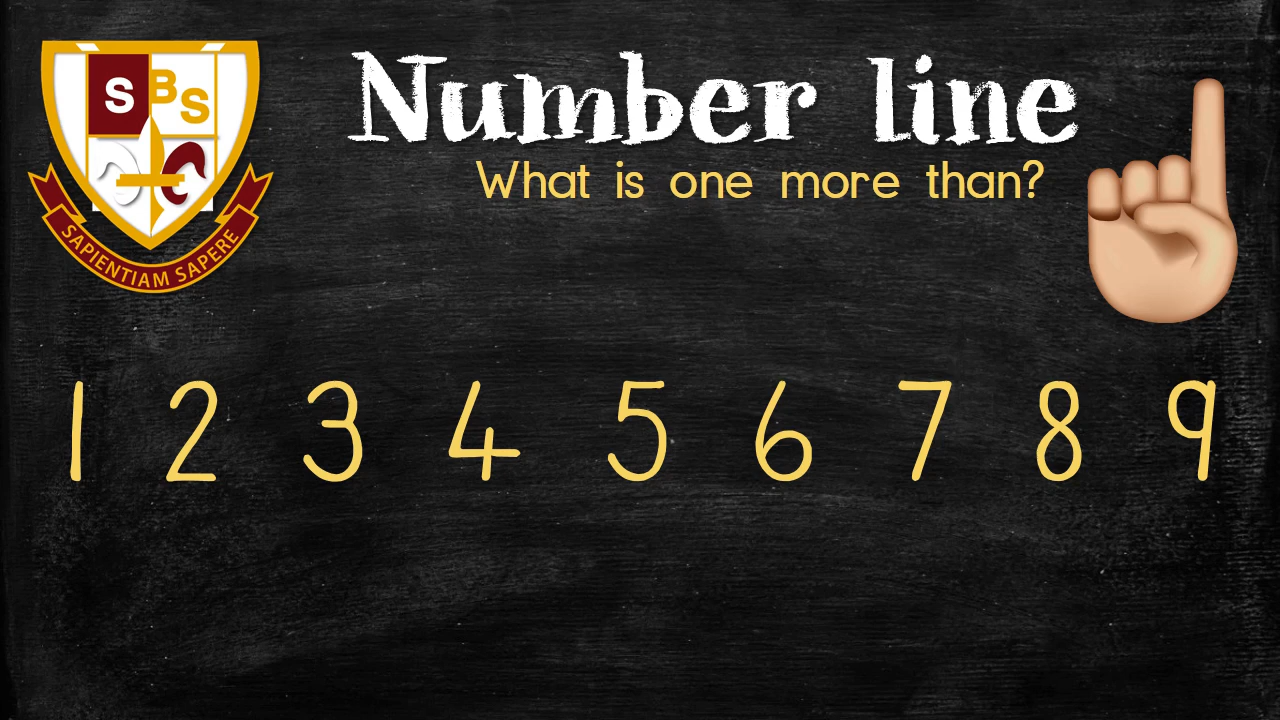 S B S
SAPIENTIAM SAPERE
Number line
What is one more than?
1 2 3 4 5 6 7 8 9